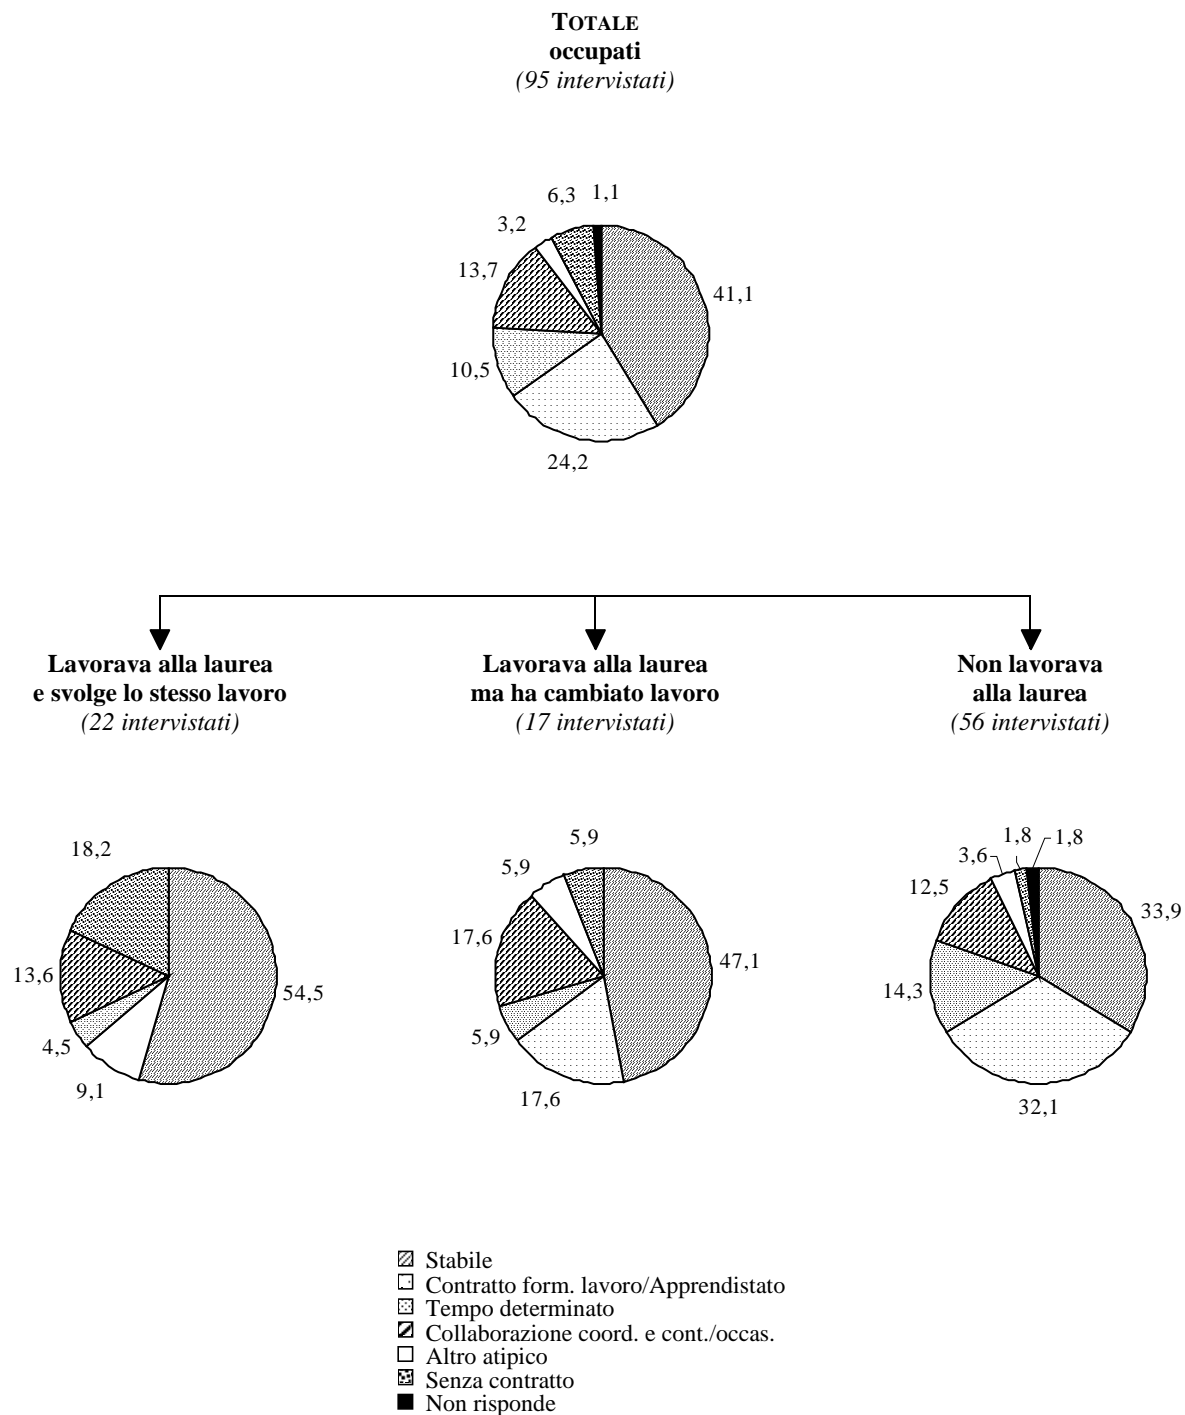 TOTALE
occupati
(95 intervistati)
6,3 1,1
3,2
13,7
41,1
10,5
24,2
Lavorava alla laurea
e svolge lo stesso lavoro
(22 intervistati)
Lavorava alla laurea
ma ha cambiato lavoro
(17 intervistati)
Non lavorava
alla laurea
(56 intervistati)
18,2
13,6
54,5
4,5
9,1
5,9
5,9
17,6
47,1
5,9
17,6
1,8 1,8
3,6
12,5
33,9
14,3
32,1
Stabile
Contratto form. lavoro/Apprendistato
Tempo determinato
Collaborazione coord. e cont./occas.
Altro atipico
Senza contratto
Non risponde